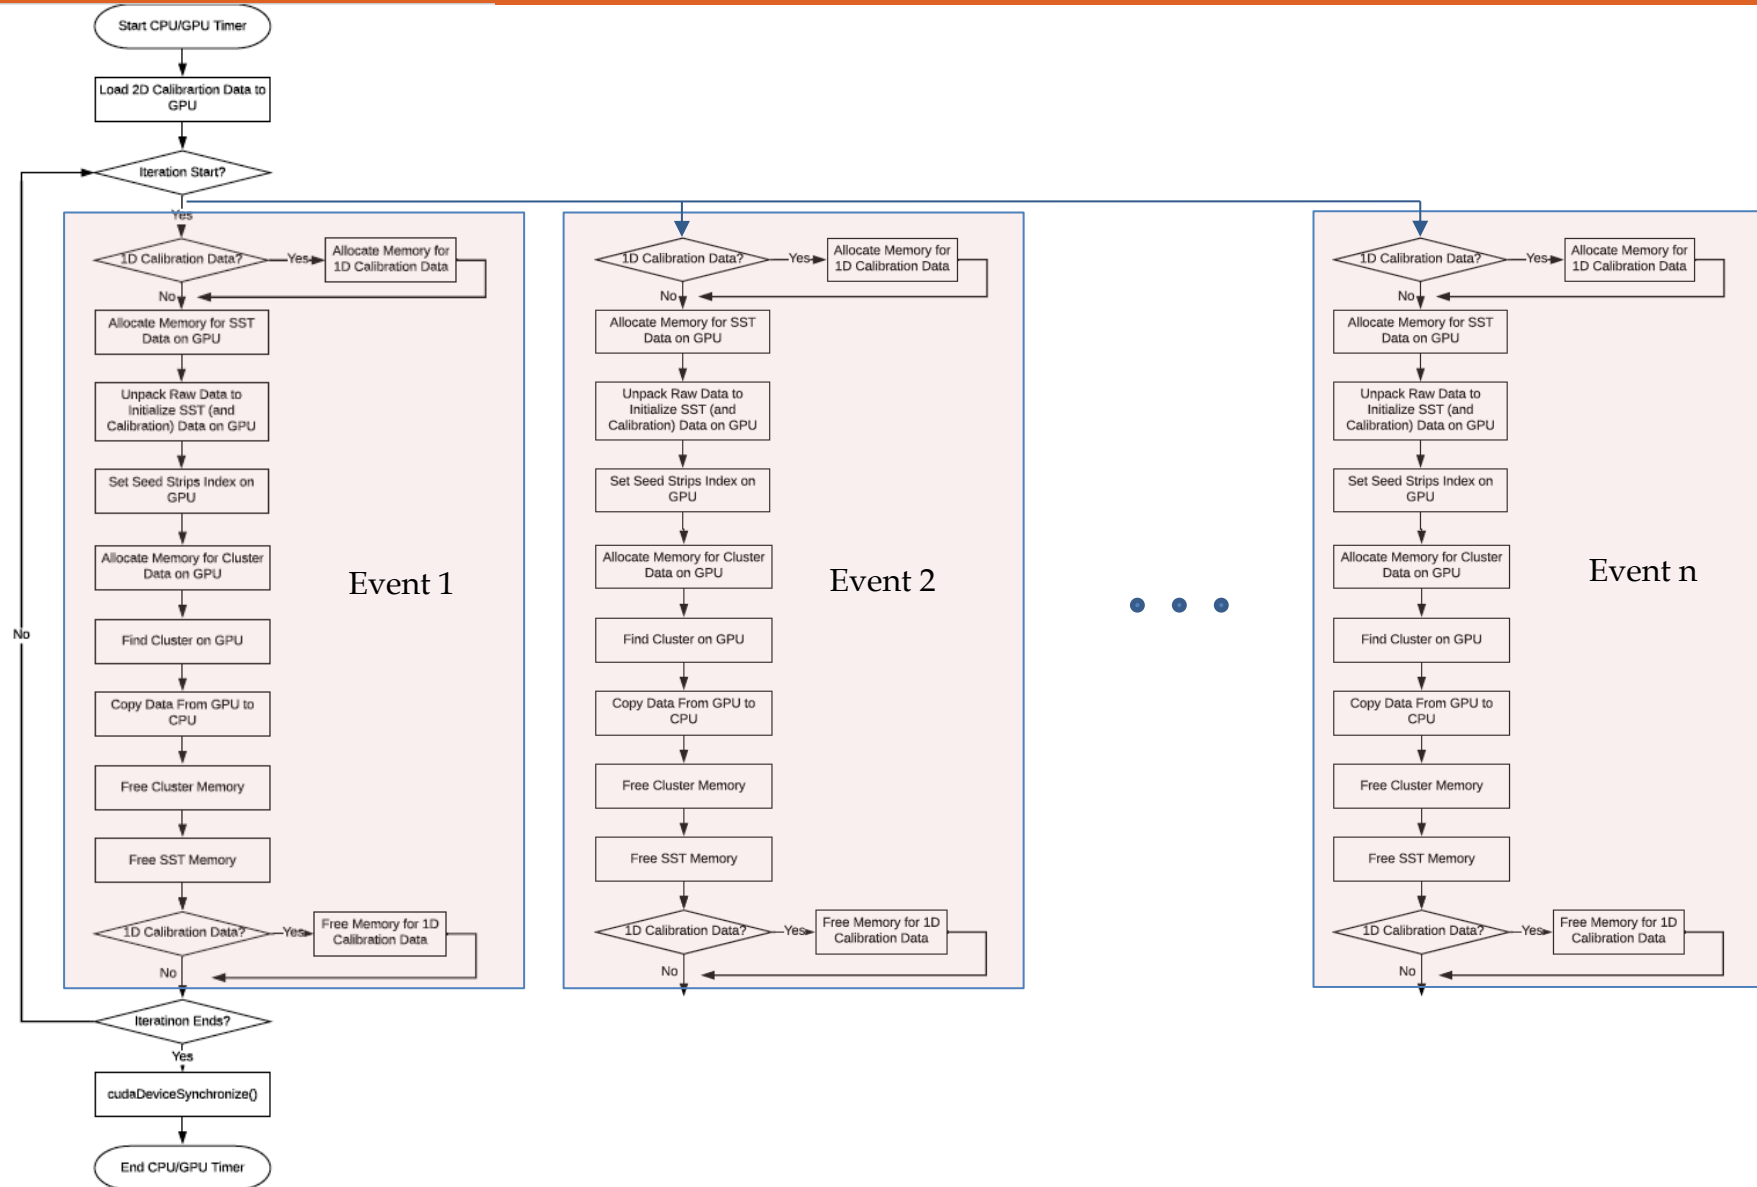 Start CPU/GPU Timer
Load 2D Calibrartion Data to
GPU
Iteration Start?
Yes
1D Calibration Data?
Yes
Allocate Memory for
1D Calibration Data
No
Allocate Memory for SST
Data on GPU
Unpack Raw Data to
Initialize SST (and
Calibration) Data on GPU
Set Seed Strips Index on
GPU
Allocate Memory for Cluster
Data on GPU
Find Cluster on GPU
Copy Data From GPU to
CPU
Free Cluster Memory
Free SST Memory
1D Calibration Data?
Yes
Free Memory for 1D
Calibration Data
No
Event 1
1D Calibration Data?
Yes
Allocate Memory for
1D Calibration Data
No
Allocate Memory for SST
Data on GPU
Unpack Raw Data to
Initialize SST (and
Calibration) Data on GPU
Set Seed Strips Index on
GPU
Allocate Memory for Cluster
Data on GPU
Find Cluster on GPU
Copy Data From GPU to
CPU
Free Cluster Memory
Free SST Memory
1D Calibration Data?
Yes
Free Memory for 1D
Calibration Data
No
Event 2
1D Calibration Data?
Yes
Allocate Memory for
1D Calibration Data
No
Allocate Memory for SST
Data on GPU
Unpack Raw Data to
Initialize SST (and
Calibration) Data on GPU
Set Seed Strips Index on
GPU
Allocate Memory for Cluster
Data on GPU
Find Cluster on GPU
Copy Data From GPU to
CPU
Free Cluster Memory
Free SST Memory
1D Calibration Data?
Yes
Free Memory for 1D
Calibration Data
No
Event n
No
Iteratinon Ends?
Yes
cudaDeviceSynchronize()
End CPU/GPU Timer